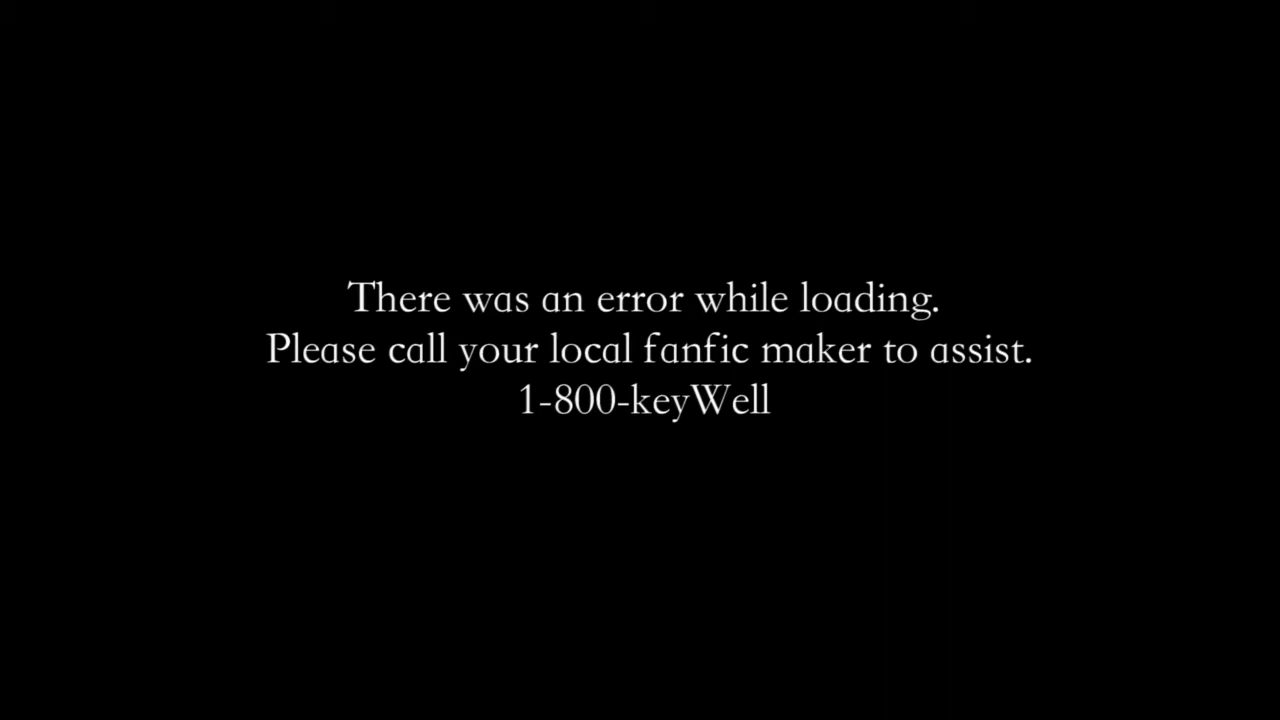 There was an error while loading.
Please call your local fanfic maker to assist.
1-800-keyWell